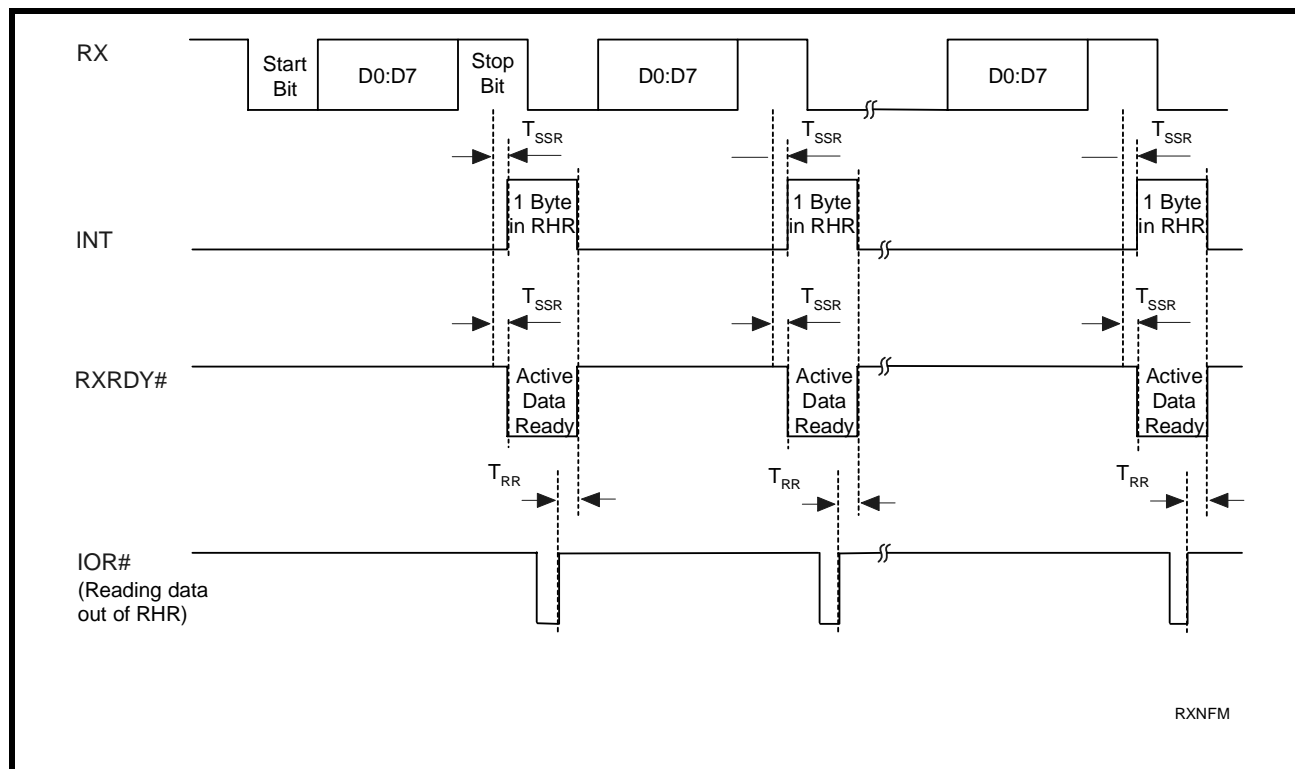 RX
Start
Bit
D0:D7
Stop
Bit
D0:D7
D0:D7
TSSR
TSSR
TSSR
INT
1 Byte
in RHR
1 Byte
in RHR
1 Byte
in RHR
TSSR
TSSR
TSSR
RXRDY#
Active
Data
Ready
Active
Data
Ready
Active
Data
Ready
TRR
TRR
TRR
IOR#
(Reading data
out of RHR)
RXNFM